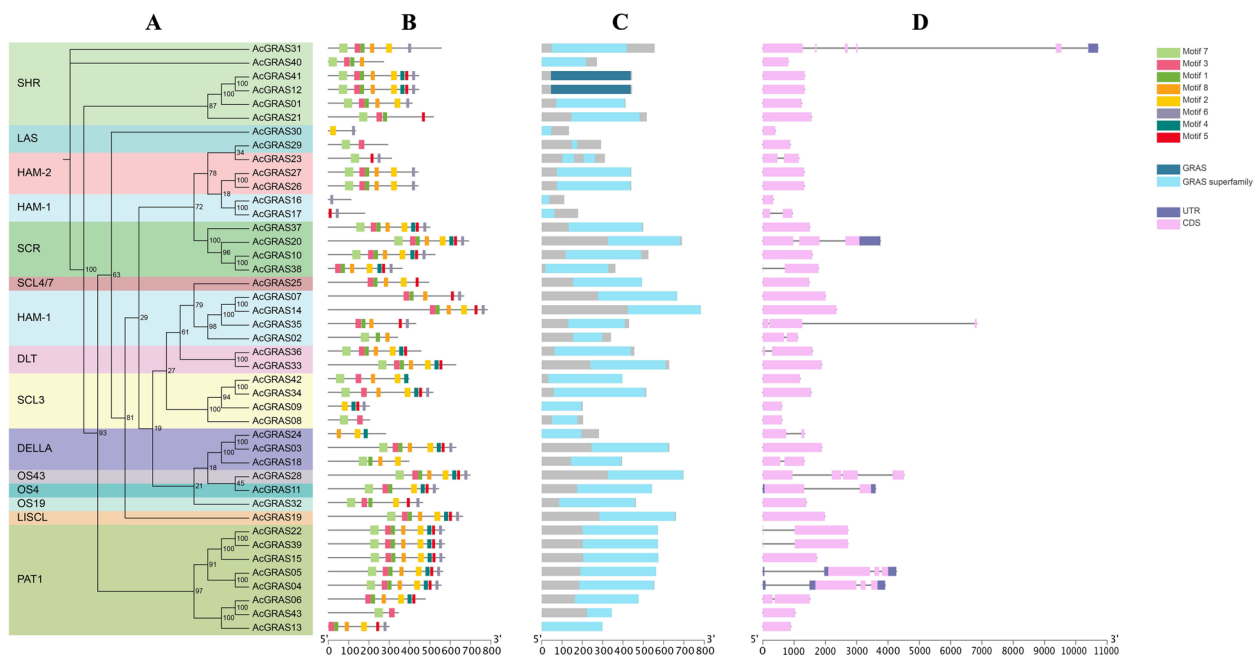 A B C D
SHR
LAS
HAM-2
HAM-1
SCR
SCL4/7
HAM-1
DLT
SCL3
DELLA
OS43
OS4
OS19
LISCL
PAT1
100
100
87
34
78
100
18
72
100
100
96
100
63
29
79
100
100
98
61
100
27
100
94
100
81
93
19
100
100
18
45
21
100
91
100
97
100
100
AcGRAS31
AcGRAS40
AcGRAS41
AcGRAS12
AcGRAS01
AcGRAS21
AcGRAS30
AcGRAS29
AcGRAS23
AcGRAS27
AcGRAS26
AcGRAS16
AcGRAS17
AcGRAS37
AcGRAS20
AcGRAS10
AcGRAS38
AcGRAS25
AcGRAS07
AcGRAS14
AcGRAS35
AcGRAS02
AcGRAS36
AcGRAS33
AcGRAS42
AcGRAS34
AcGRAS09
AcGRAS08
AcGRAS24
AcGRAS03
AcGRAS18
AcGRAS28
AcGRAS11
AcGRAS32
AcGRAS19
AcGRAS22
AcGRAS39
AcGRAS15
AcGRAS05
AcGRAS04
AcGRAS06
AcGRAS43
AcGRAS13
5' 3'
0 100 200 300 400 500 600 700 800
5' 3'
0 100 200 300 400 500 600 700 800
5' 3'
0 1000 2000 3000 4000 5000 6000 7000 8000 9000 10000 11000
Motif 7
Motif 3
Motif 1
Motif 8
Motif 2
Motif 6
Motif 4
Motif 5
GRAS
GRAS superfamily
UTR
CDS